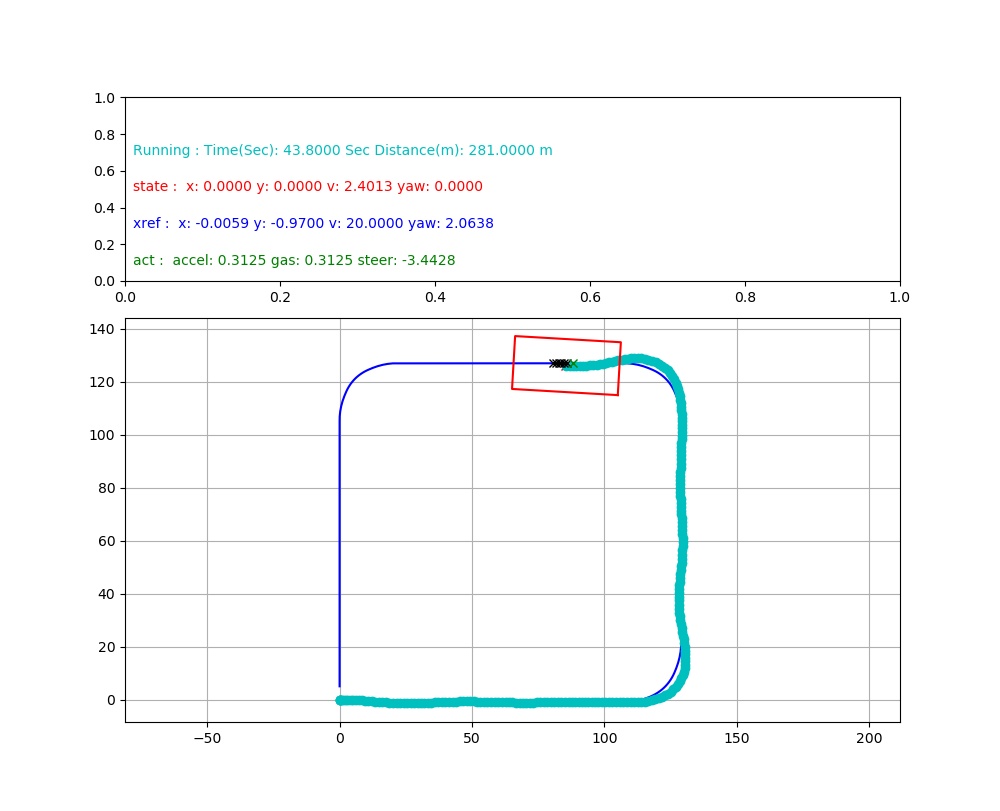 1.0
0.8
Running : Time(Sec): 43.8000 Sec Distance(m): 281.0000 m
0.6
state :  x: 0.0000 y: 0.0000 v: 2.4013 yaw: 0.0000
0.4
xref :  x: -0.0059 y: -0.9700 v: 20.0000 yaw: 2.0638
0.2
act :  accel: 0.3125 gas: 0.3125 steer: -3.4428
0.0
0.0 0.2 0.4 0.6 0.8 1.0
140
120
100
80
60
40
20
0
−50 0 50 100 150 200